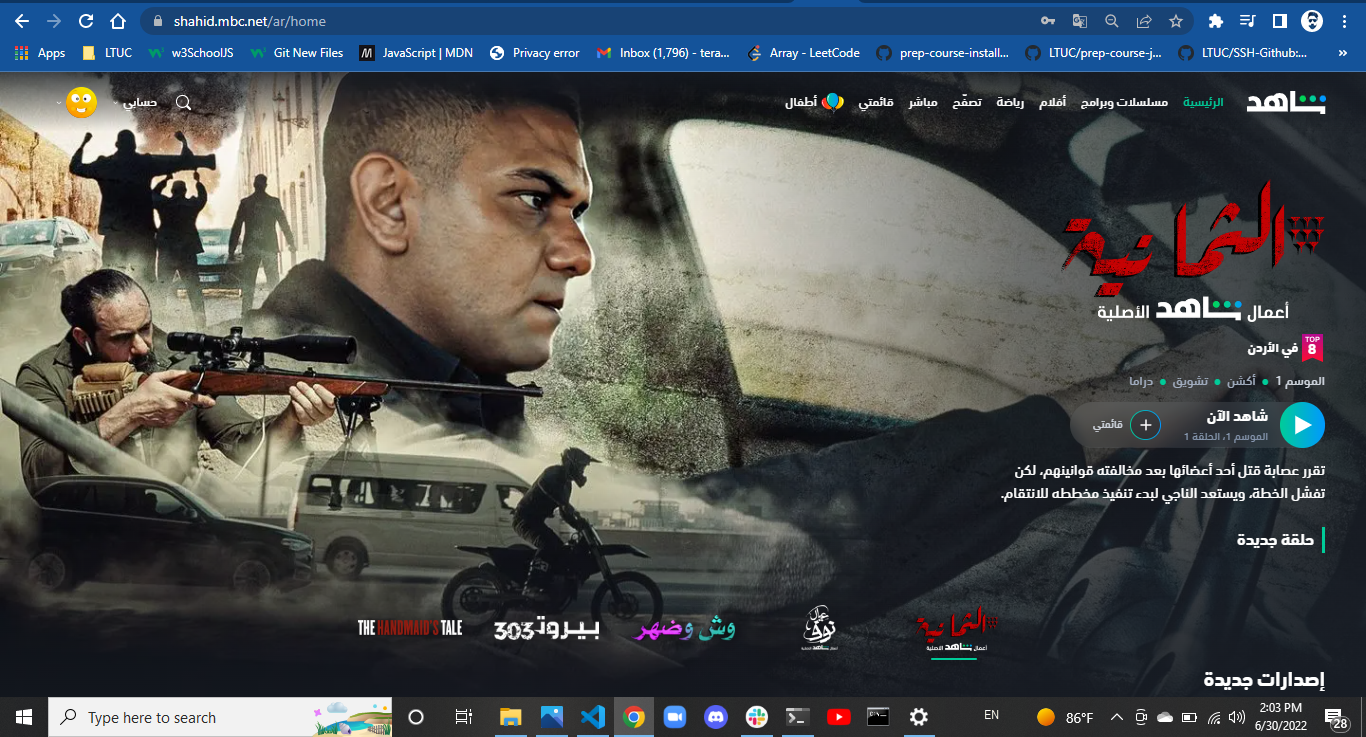 shahid.mbc.net/ar/home
Apps
LTUC
w3SchoolJS
Git New Files
JavaScript | MDN
Privacy error
Inbox (1,796) - tera...
Array - LeetCode
prep-course-install...
LTUC/prep-course-j...
LTUC/SSH-Github:...
»
شاهد
الرئيسية
مسلسلات وبرامج
أفلام
رياضة
تصفّح
مباشر
قائمتي
أطفال
حسابي
الثمانية
أعمال شاهد الأصلية
TOP
8
في الأردن
الموسم 1 • أكشن • تشويق • دراما
شاهد الآن
الموسم 1، الحلقة 1
قائمتي
تقرر عصابة قتل أحد أعضائها بعد مخالفته قوانينهم، لكن
تفشل الخطة، ويستعد الناجي لبدء تنفيذ مخططه للانتقام.
حلقة جديدة
الثمانية
أعمال شاهد الأصلية
وش وضهر
بيروت 303
THE HANDMAID'S TALE
إصدارات جديدة
Type here to search
EN
86°F
2:03 PM
6/30/2022
28